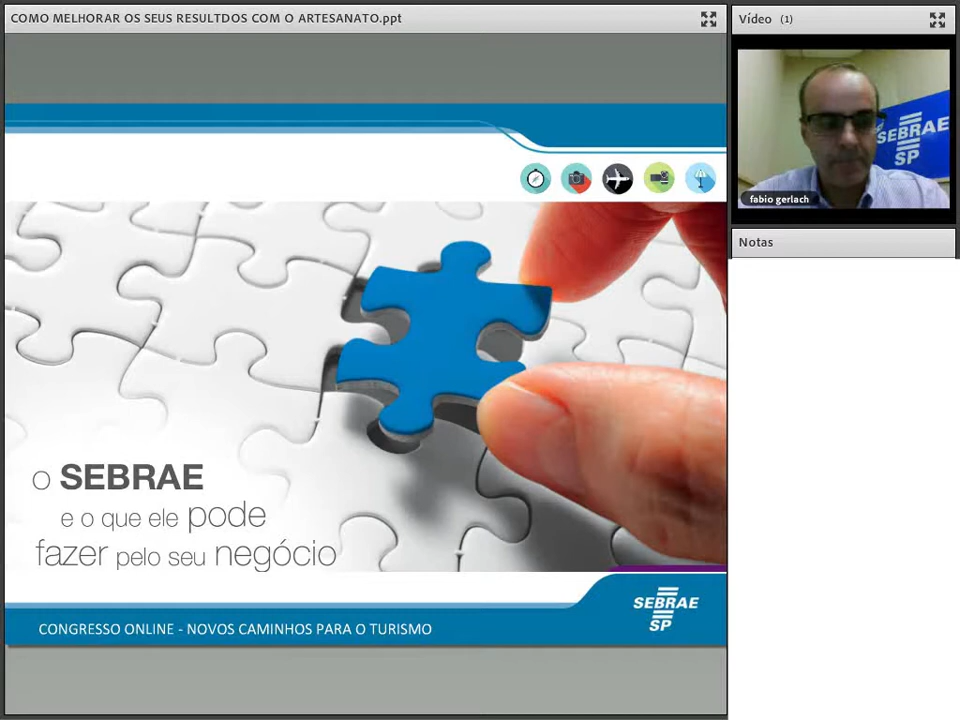 COMO MELHORAR OS SEUS RESULTDOS COM O ARTESANATO.ppt
Vídeo (1)
SEBRAE
SP
fabio gerlach
Notas
o SEBRAE
e o que ele pode
fazer pelo seu negócio
SEBRAE
SP
CONGRESSO ONLINE - NOVOS CAMINHOS PARA O TURISMO